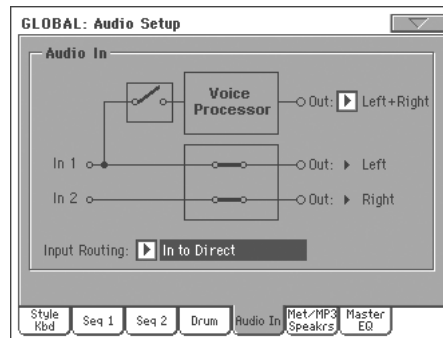 GLOBAL: Audio Setup
Audio In
Voice
Processor
Out: Left+Right
In 1
Out: Left
In 2
Out: Right
Input Routing: In to Direct
Style
Kbd
Seq 1
Seq 2
Drum
Audio In
Met/MP3
Speakrs
Master
EQ